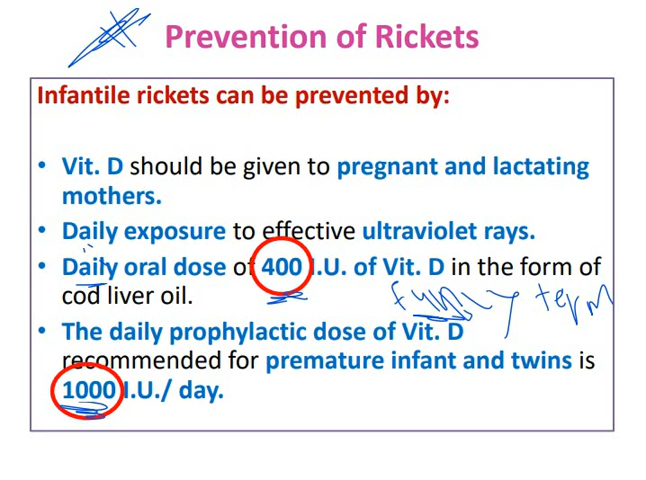 Prevention of Rickets
Infantile rickets can be prevented by:
• Vit. D should be given to pregnant and lactating
mothers.
• Daily exposure to effective ultraviolet rays.
• Daily oral dose of 400 I.U. of Vit. D in the form of
cod liver oil.
term
• The daily prophylactic dose of Vit. D
recommended for premature infant and twins is
1000 I.U./ day.